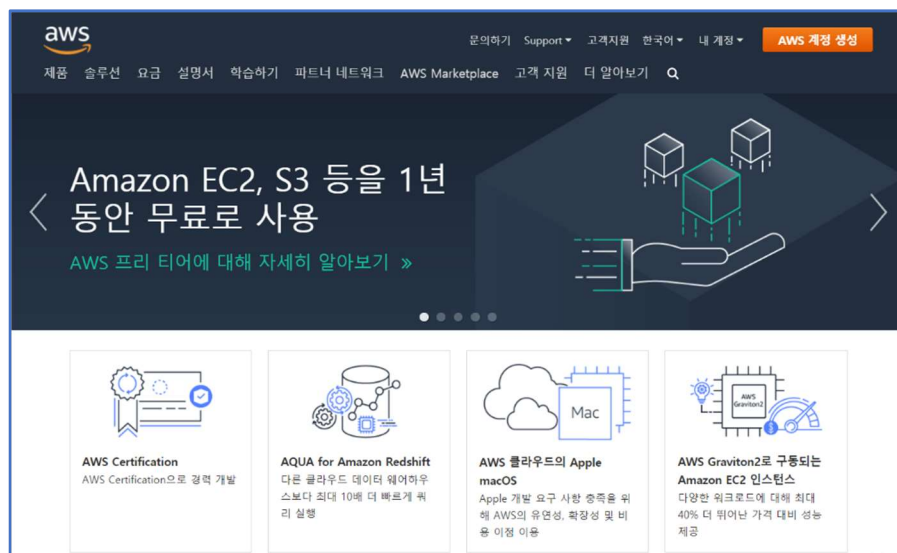 aws
문의하기 Support 고객지원 한국어 내 계정 AWS 계정 생성
제품 솔루션 요금 설명서 학습하기 파트너 네트워크 AWS Marketplace 고객 지원 더 알아보기
Amazon EC2, S3 등을 1년
동안 무료로 사용
AWS 프리 티어에 대해 자세히 알아보기 »
AWS Certification
AWS Certification으로 경력 개발
AQUA for Amazon Redshift
다른 클라우드 데이터 웨어하우
스보다 최대 10배 더 빠르게 쿼
리 실행
Mac
AWS 클라우드의 Apple
macOS
Apple 개발 요구 사항 충족을 위
해 AWS의 유연성, 확장성 및 비
용 이점 이용
AWS
Graviton2
AWS Graviton2로 구동되는
Amazon EC2 인스턴스
다양한 워크로드에 대해 최대
40% 더 뛰어난 가격 대비 성능
제공